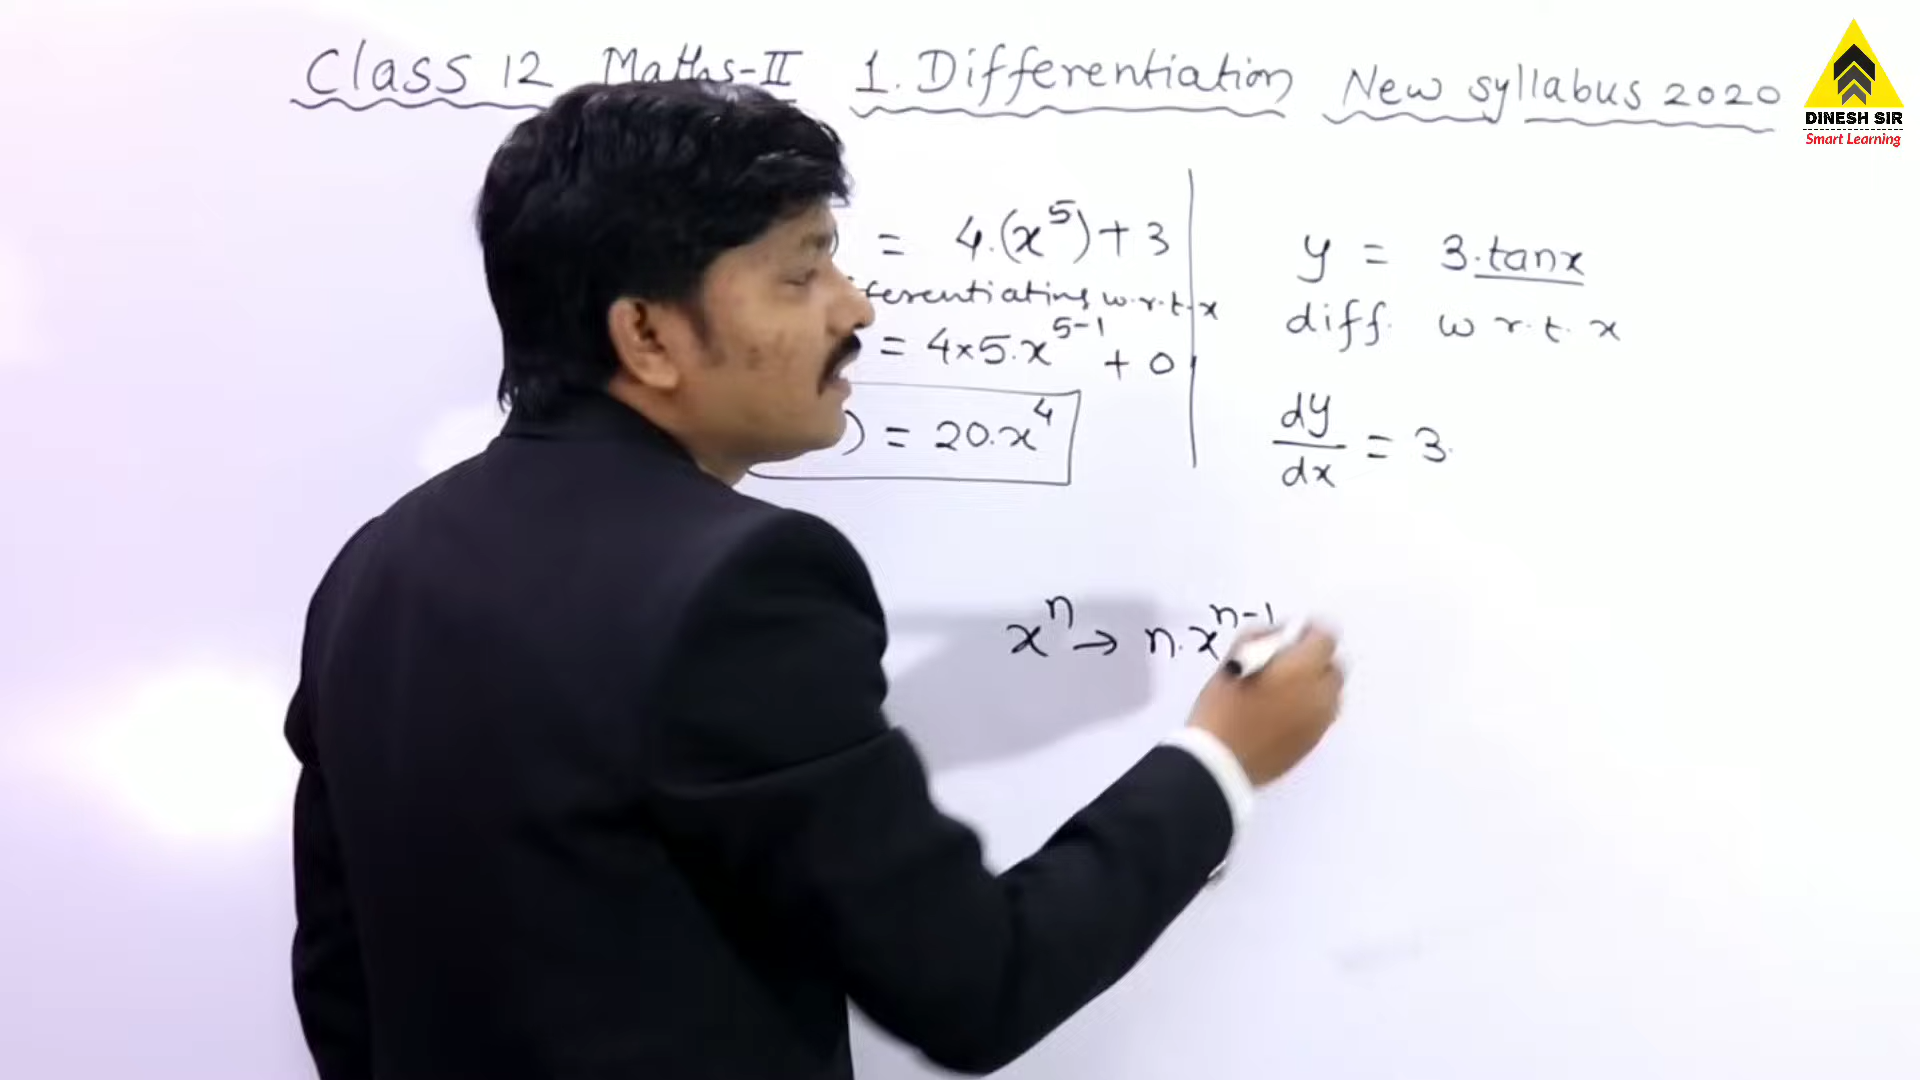 Class 12 Maths-II 1. Differentiation New syllabus 2020
DINESH SIR
Smart Learning
= 4.(x⁵)+3
ferentiating w.r.t. x
= 4×5.x⁵⁻¹ + 0
) = 20.x⁴
y = 3.tanx
diff. w r.t. x
dy/dx = 3.
xⁿ → n.xⁿ⁻¹